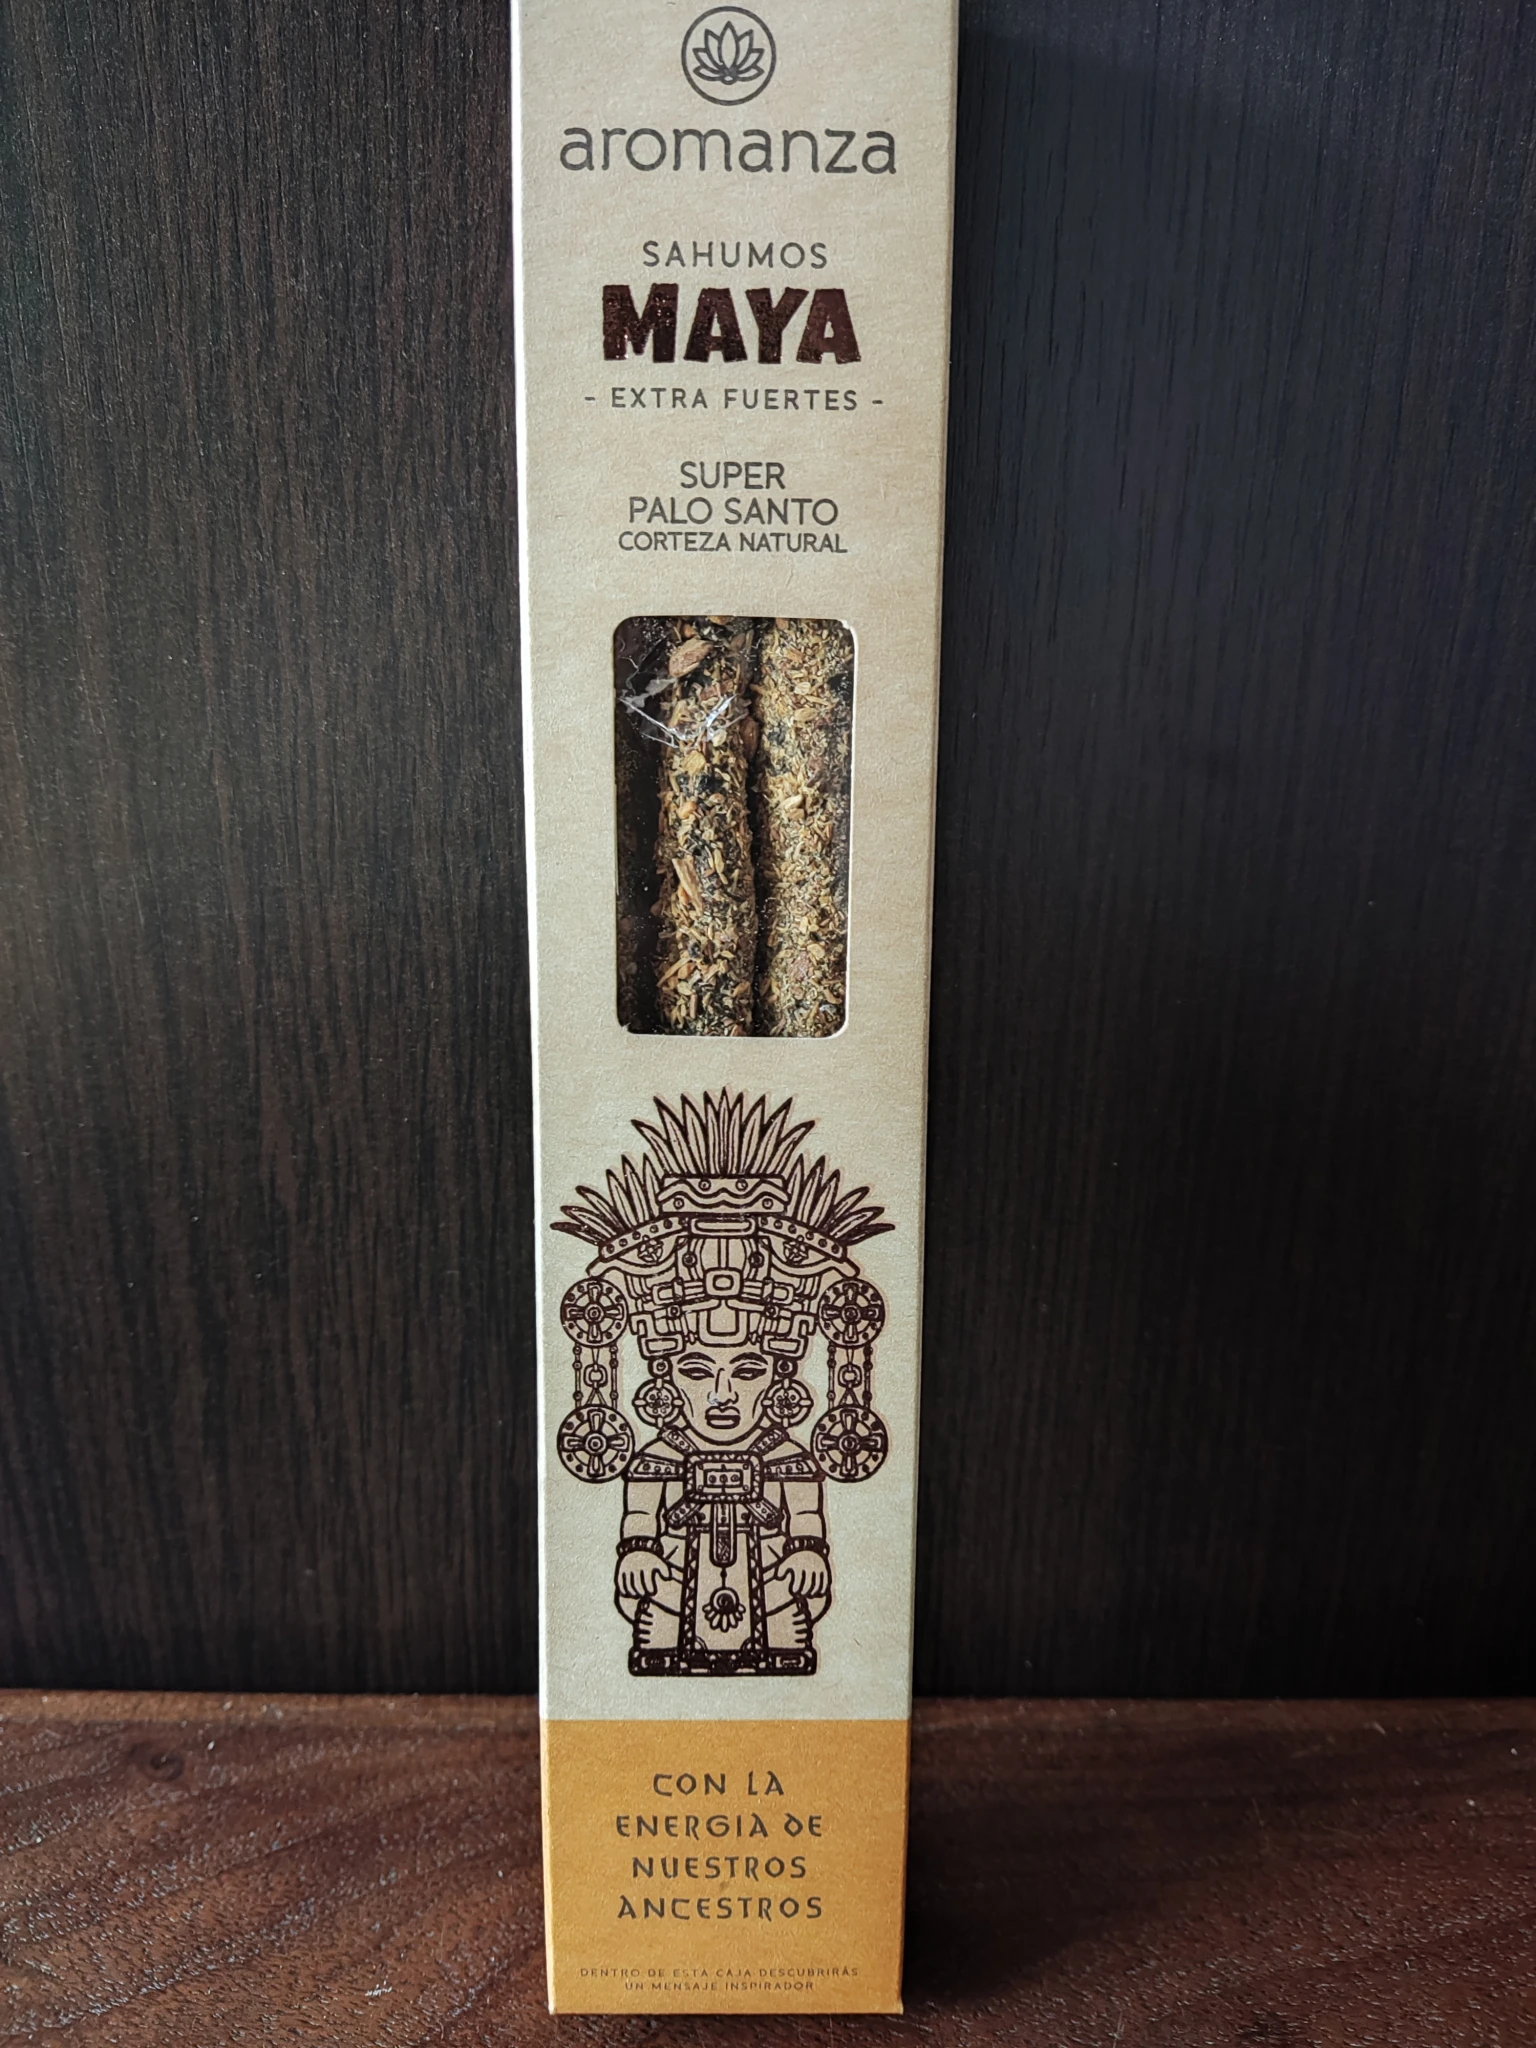 aromanza
SAHUMOS
MAYA
- EXTRA FUERTES -
SUPER
PALO SANTO
CORTEZA NATURAL
CON LA
ENERGIA DE
NUESTROS
ANCESTROS
DENTRO DE ESTA CAJA DESCUBRIRÁS
UN MENSAJE INSPIRADOR